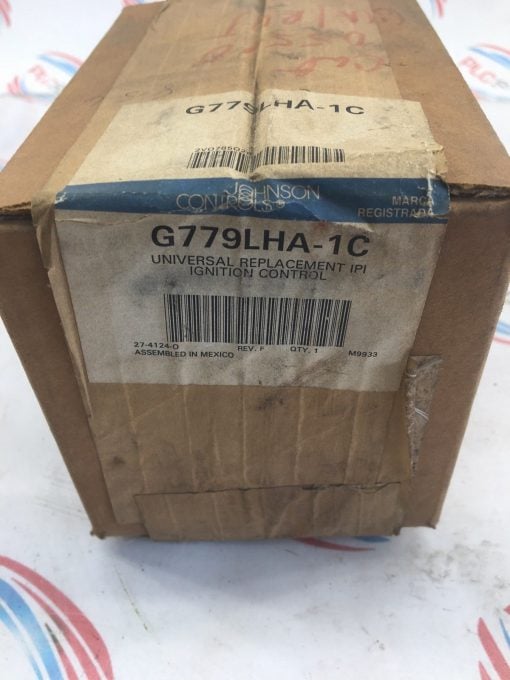 G779LHA-1C
JOHNSON
CONTROLS®
MARCA
REGISTRADA
G779LHA-1C
UNIVERSAL REPLACEMENT IPI
IGNITION CONTROL
27-4124-0 REV. F QTY. 1 M9933
ASSEMBLED IN MEXICO